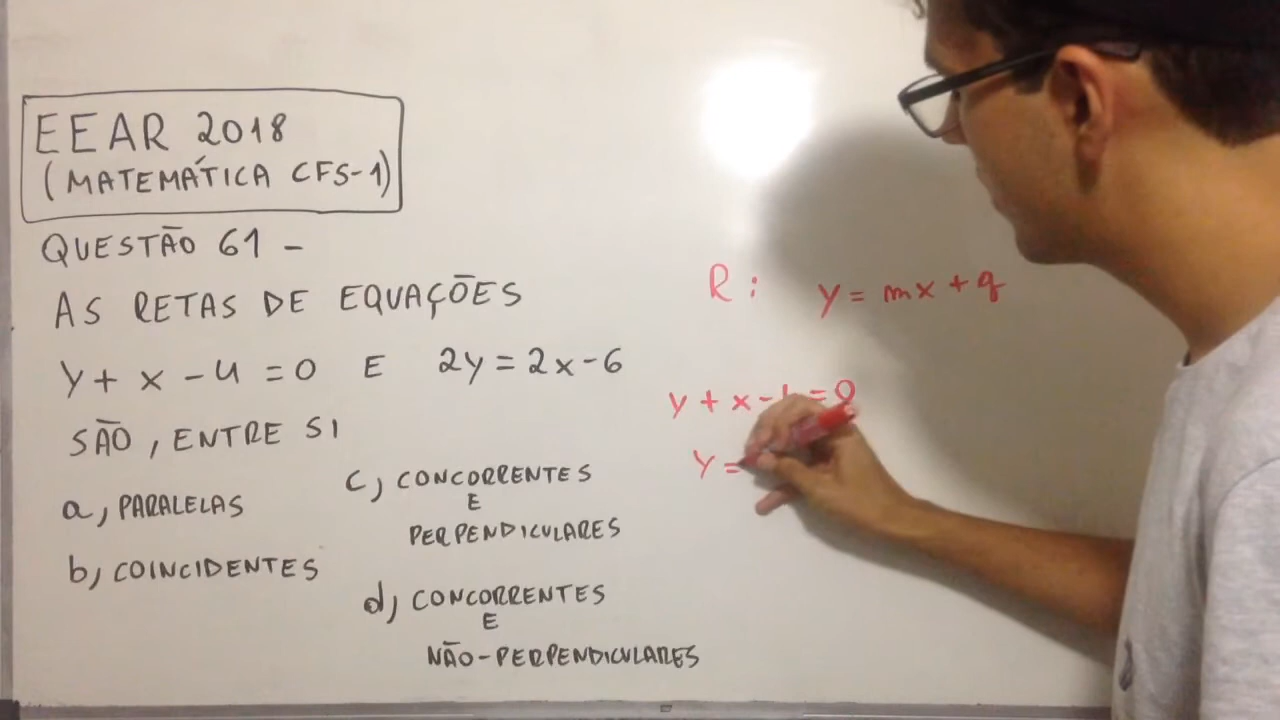 EEAR 2018
(MATEMÁTICA CFS-1)
QUESTÃO 61 -
AS RETAS DE EQUAÇÕES
y + x - 4 = 0 E 2y = 2x - 6
SÃO, ENTRE SI
a, PARALELAS
b, COINCIDENTES
c, CONCORRENTES
E
PERPENDICULARES
d, CONCORRENTES
E
NÃO-PERPENDICULARES
R: y = mx + q
y + x - = 0
y =